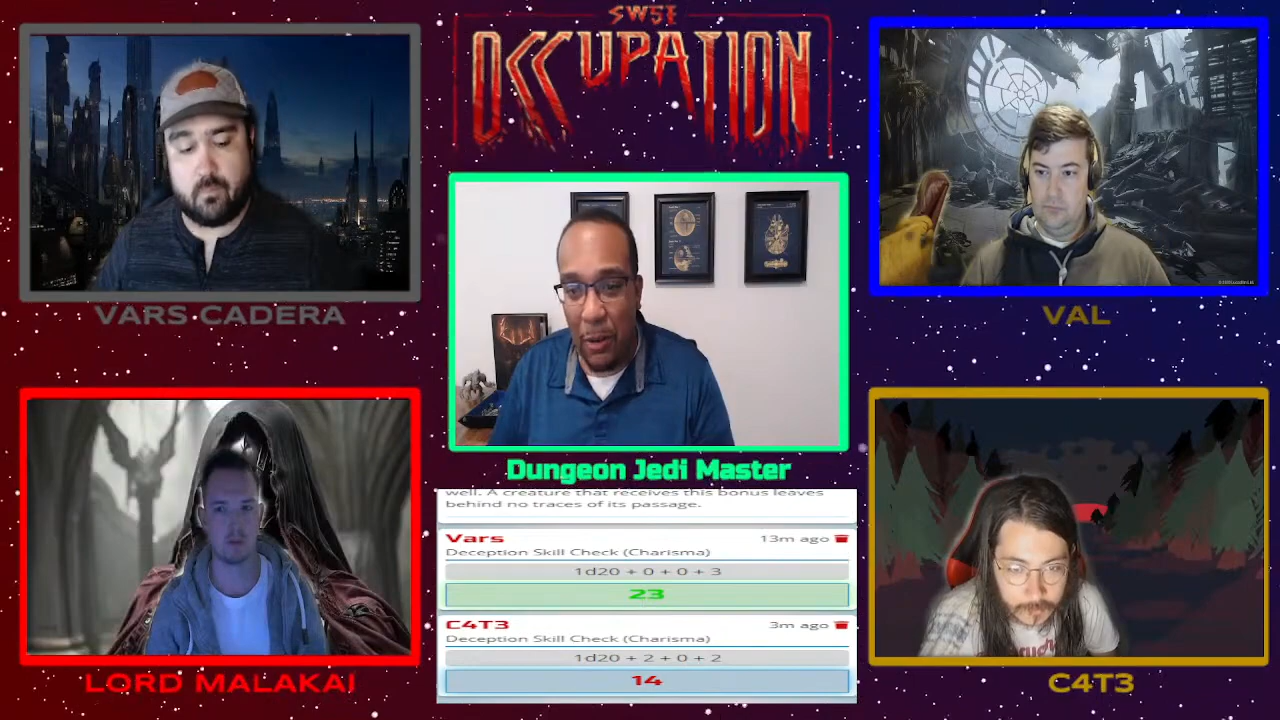 SW5E
OCCUPATION
VARS CADERA
VAL
Dungeon Jedi Master
well. A creature that receives this bonus leaves
behind no traces of its passage.
Vars
13m ago
Deception Skill Check (Charisma)
1d20 + 0 + 0 + 3
23
C4T3
3m ago
Deception Skill Check (Charisma)
1d20 + 2 + 0 + 2
14
LORD MALAKAI
C4T3